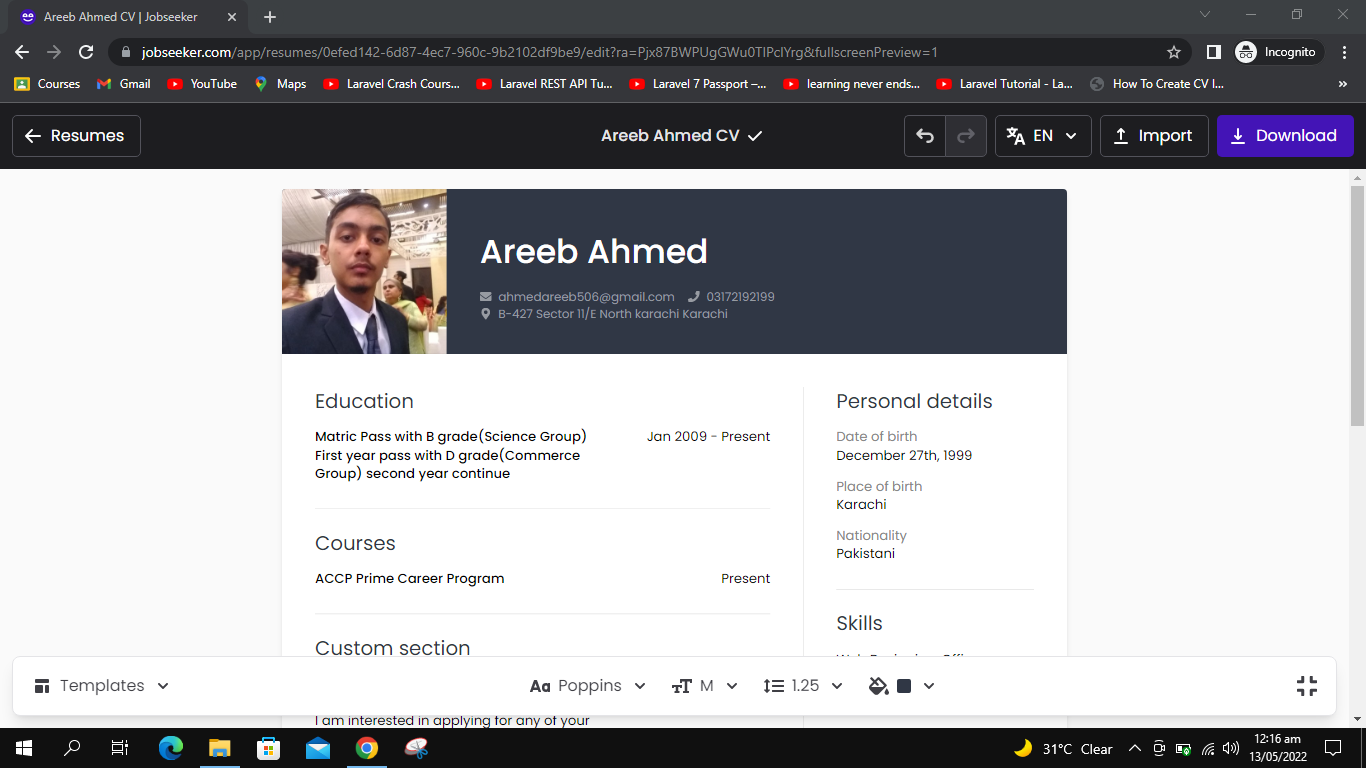 Areeb Ahmed CV | Jobseeker
jobseeker.com/app/resumes/0efed142-6d87-4ec7-960c-9b2102df9be9/edit?ra=Pjx87BWPUgGWu0TIPclYrg&fullscreenPreview=1
Incognito
Courses
Gmail
YouTube
Maps
Laravel Crash Cours...
Laravel REST API Tu...
Laravel 7 Passport –...
learning never ends...
Laravel Tutorial - La...
How To Create CV I...
Resumes
Areeb Ahmed CV
EN
Import
Download
Areeb Ahmed
ahmedareeb506@gmail.com 03172192199
B-427 Sector 11/E North karachi Karachi
Education
Matric Pass with B grade(Science Group) Jan 2009 - Present
First year pass with D grade(Commerce
Group) second year continue
Courses
ACCP Prime Career Program Present
Custom section
I am interested in applying for any of your
Personal details
Date of birth
December 27th, 1999
Place of birth
Karachi
Nationality
Pakistani
Skills
Templates
Aa Poppins
TT M
1.25
31°C Clear
12:16 am
13/05/2022